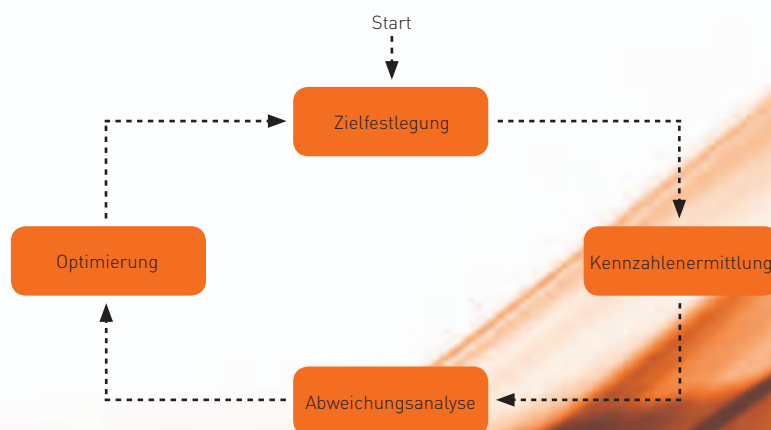 Start
Zielfestlegung
Optimierung
Kennzahlenermittlung
Abweichungsanalyse